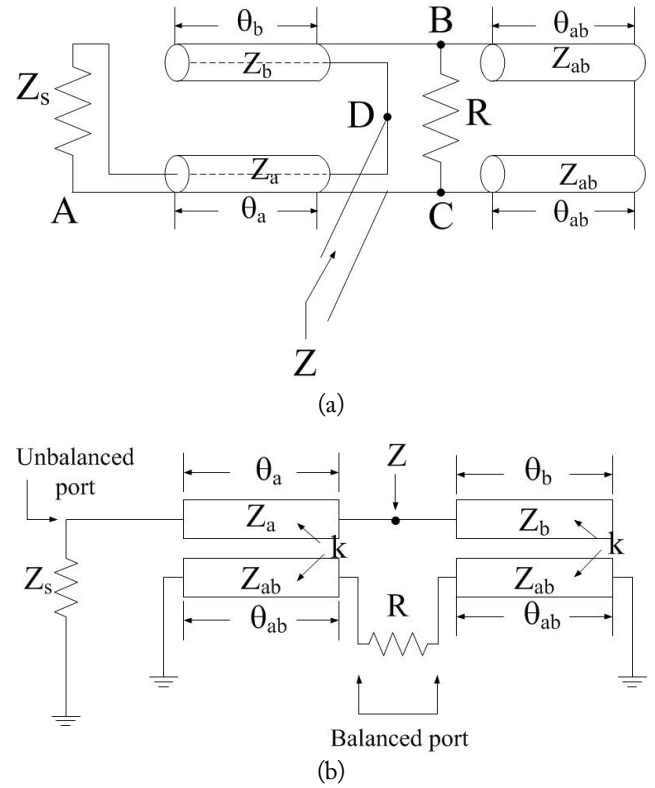 θb θab
B
Zs Zb Zab
D R
Za Zab
A θa C θab
Z
(a)
Unbalanced
port
θa Z θb
Za Zb
k k
Zs Zab R Zab
θab θab
Balanced port
(b)